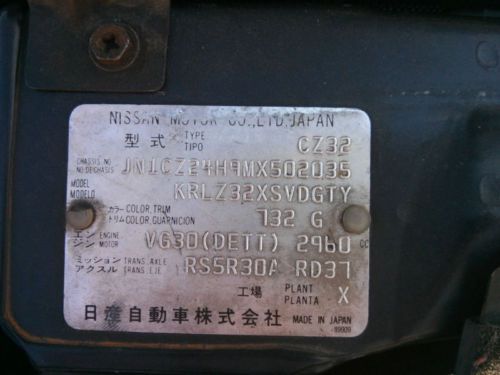 NISSAN MOTOR CO.,LTD.JAPAN
型式 TYPE TIPO CZ32
CHASSIS NO. NO.DE CHASIS JN1CZ24H9MX502035
MODEL MODELO KRLZ32XSVDGTY
カラー トリム COLOR,TRIM COLOR,GUARNICION 732 G
エンジン ENGINE MOTOR VG30(DETT) 2960 CC
ミッション アクスル TRANS. AXLE TRANS. EJE RS5R30A RD37
工場 PLANT PLANTA X
日産自動車株式会社 MADE IN JAPAN